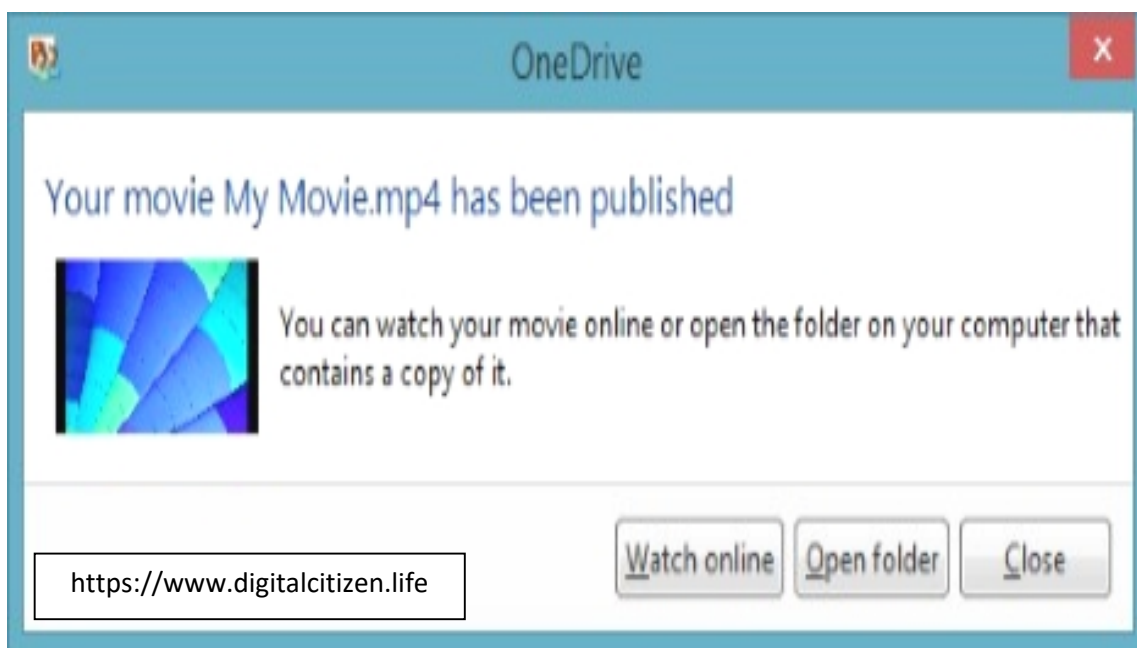 OneDrive
x
Your movie My Movie.mp4 has been published
You can watch your movie online or open the folder on your computer that
contains a copy of it.
Watch online Open folder Close
https://www.digitalcitizen.life